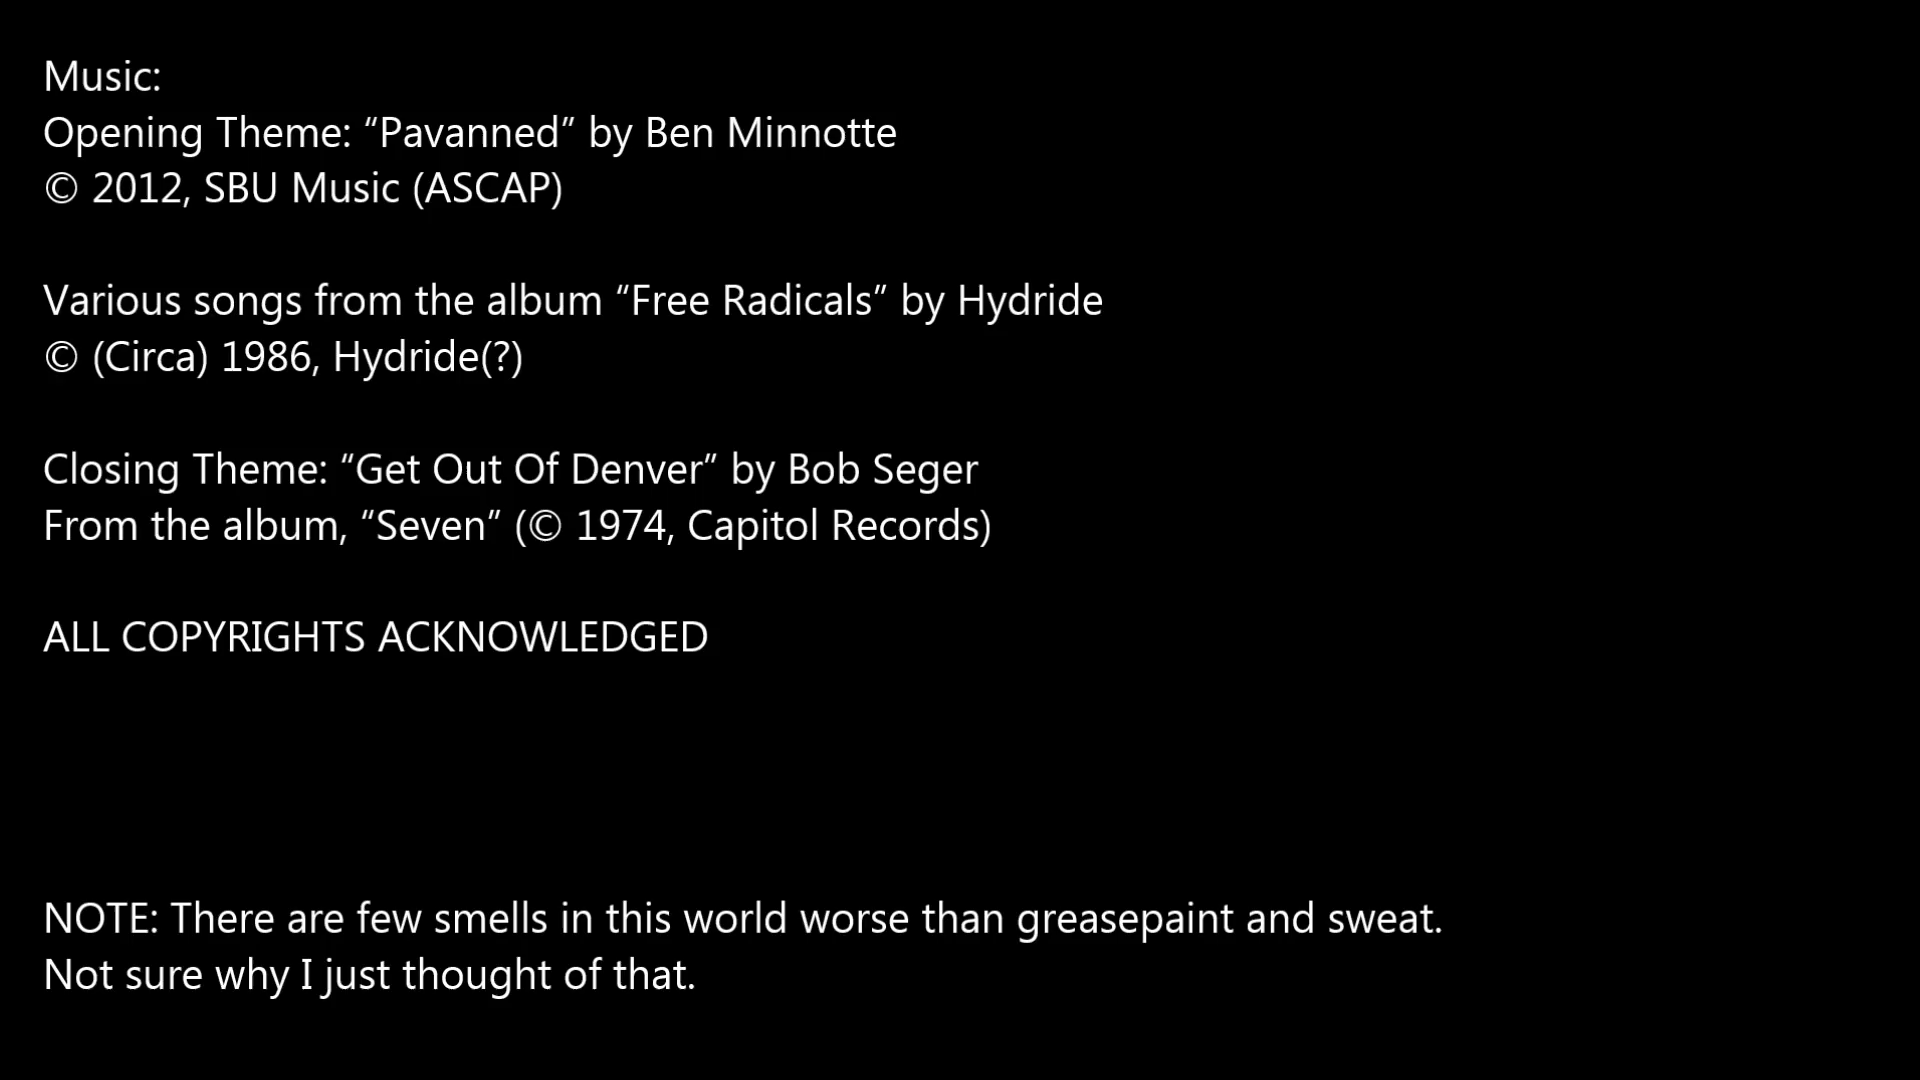 Music:
Opening Theme: “Pavanned” by Ben Minnotte
© 2012, SBU Music (ASCAP)
Various songs from the album “Free Radicals” by Hydride
© (Circa) 1986, Hydride(?)
Closing Theme: “Get Out Of Denver” by Bob Seger
From the album, “Seven” (© 1974, Capitol Records)
ALL COPYRIGHTS ACKNOWLEDGED
NOTE: There are few smells in this world worse than greasepaint and sweat.
Not sure why I just thought of that.